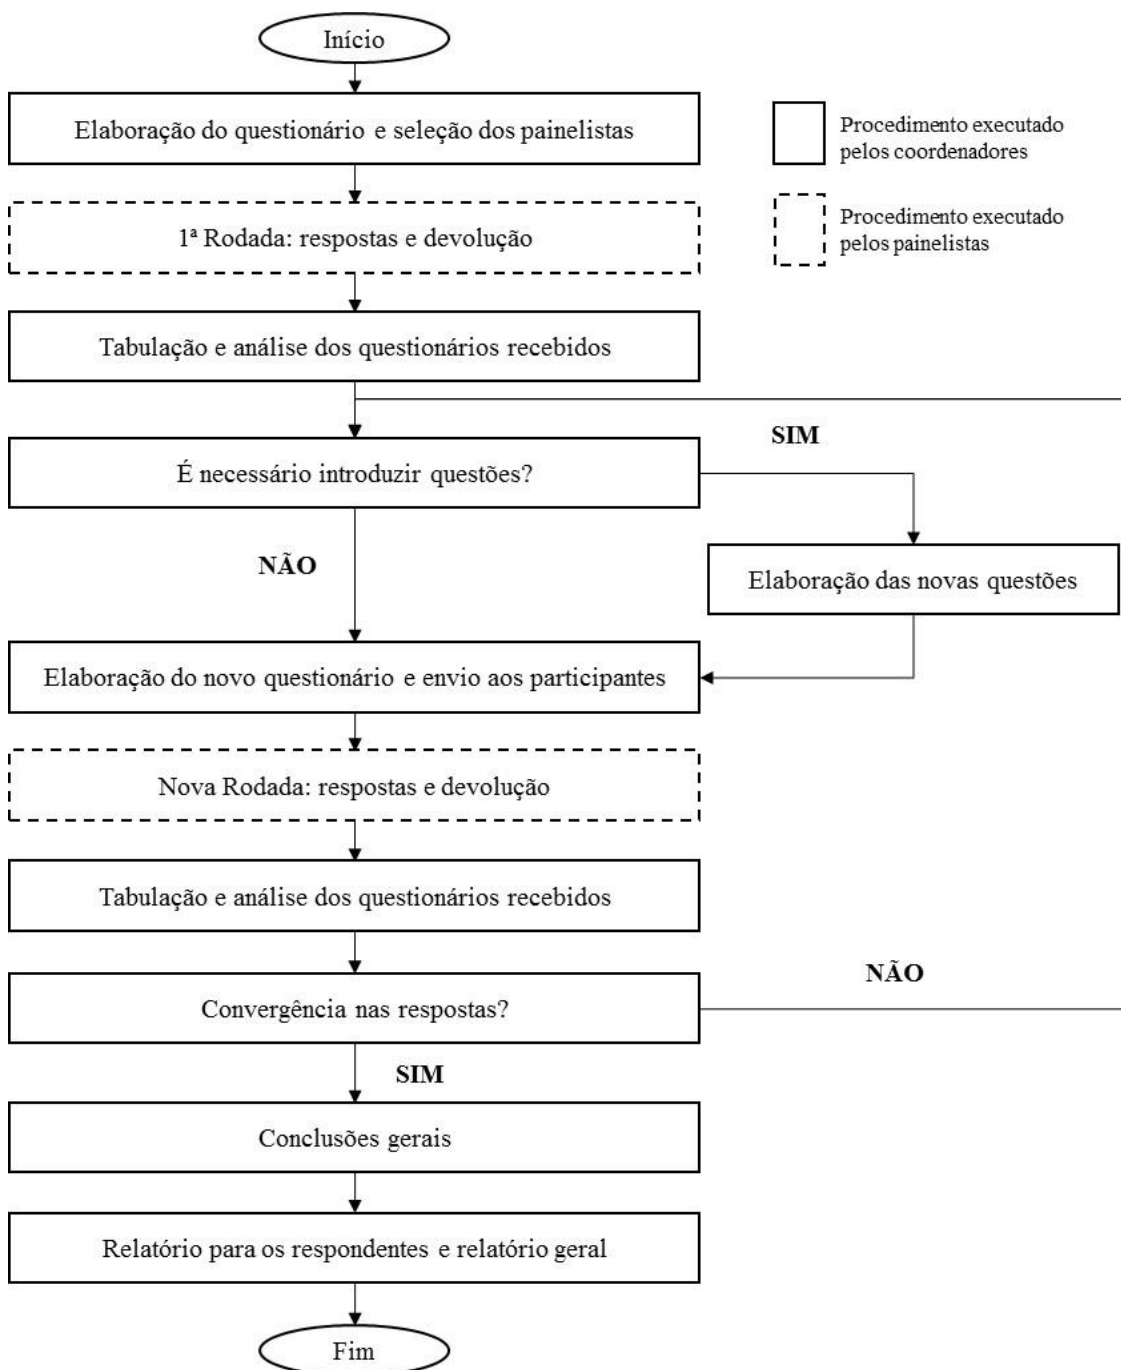 Início
Elaboração do questionário e seleção dos painelistas
Procedimento executado
pelos coordenadores
1ª Rodada: respostas e devolução
Procedimento executado
pelos painelistas
Tabulação e análise dos questionários recebidos
SIM
É necessário introduzir questões?
NÃO
Elaboração das novas questões
Elaboração do novo questionário e envio aos participantes
Nova Rodada: respostas e devolução
Tabulação e análise dos questionários recebidos
NÃO
Convergência nas respostas?
SIM
Conclusões gerais
Relatório para os respondentes e relatório geral
Fim